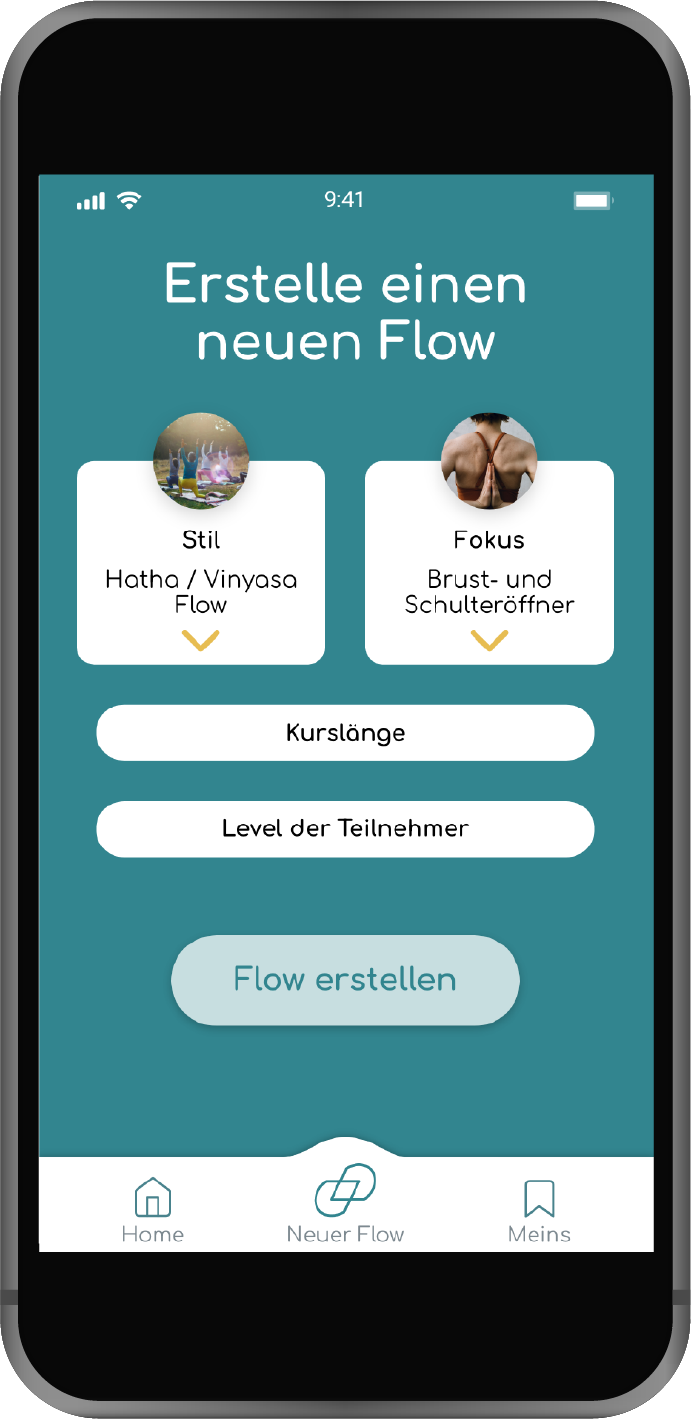 9:41
Erstelle einen
neuen Flow
Stil
Hatha / Vinyasa
Flow
Fokus
Brust- und
Schulteröffner
Kurslänge
Level der Teilnehmer
Flow erstellen
Home
Neuer Flow
Meins